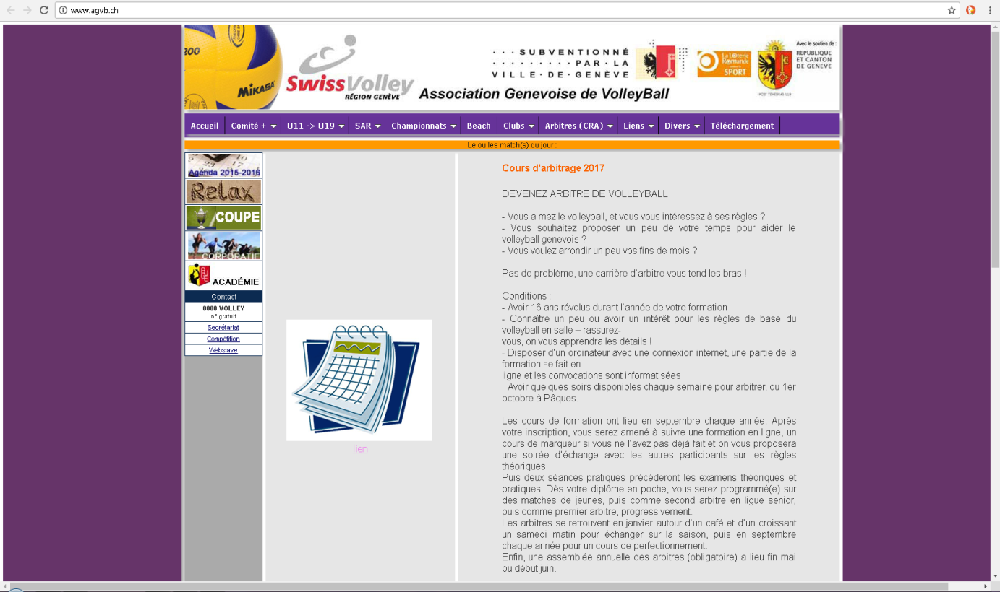 www.agvb.ch
200
MIKASA
SwissVolley
RÉGION GENÈVE
Association Genevoise de VolleyBall
· · · SUBVENTIONNÉ
· · · · · · · · · PAR · LA
VILLE · DE · GENÈVE
La Loterie
Romande
SPORT
POST TENEBRAS LUX
Avec le soutien de :
REPUBLIQUE
ET CANTON
DE GENEVE
Accueil Comité + U11 -> U19 SAR Championnats Beach Clubs Arbitres (CRA) Liens Divers Téléchargement
Le ou les match(s) du jour :
2 23 17
Agenda 2015-2016
Relax
COUPE
CORPORATIF
ACADÉMIE
Contact
0800 VOLLEY
n° gratuit
Secrétariat
Compétition
Webslave
lien
Cours d'arbitrage 2017
DEVENEZ ARBITRE DE VOLLEYBALL !
- Vous aimez le volleyball, et vous vous intéressez à ses règles ?
- Vous souhaitez proposer un peu de votre temps pour aider le
volleyball genevois ?
- Vous voulez arrondir un peu vos fins de mois ?
Pas de problème, une carrière d'arbitre vous tend les bras !
Conditions :
- Avoir 16 ans révolus durant l'année de votre formation
- Connaître un peu ou avoir un intérêt pour les règles de base du
volleyball en salle – rassurez-
vous, on vous apprendra les détails !
- Disposer d'un ordinateur avec une connexion internet, une partie de la
formation se fait en
ligne et les convocations sont informatisées
- Avoir quelques soirs disponibles chaque semaine pour arbitrer, du 1er
octobre à Pâques.
Les cours de formation ont lieu en septembre chaque année. Après
votre inscription, vous serez amené à suivre une formation en ligne, un
cours de marqueur si vous ne l'avez pas déjà fait et on vous proposera
une soirée d'échange avec les autres participants sur les règles
théoriques.
Puis deux séances pratiques précéderont les examens théoriques et
pratiques. Dès votre diplôme en poche, vous serez programmé(e) sur
des matches de jeunes, puis comme second arbitre en ligue senior,
puis comme premier arbitre, progressivement.
Les arbitres se retrouvent en janvier autour d'un café et d'un croissant
un samedi matin pour échanger sur la saison, puis en septembre
chaque année pour un cours de perfectionnement.
Enfin, une assemblée annuelle des arbitres (obligatoire) a lieu fin mai
ou début juin.